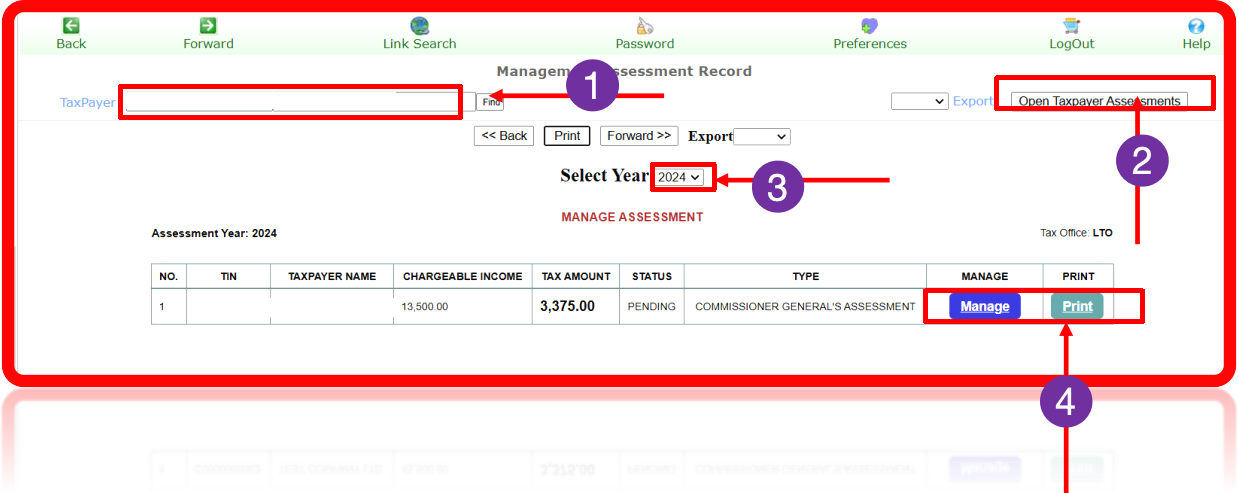 Back Forward Link Search Password Preferences LogOut Help
Management Assessment Record
1
TaxPayer Find Export Open Taxpayer Assessments
<< Back Print Forward >> Export
2
Select Year 2024
3
MANAGE ASSESSMENT
Assessment Year: 2024 Tax Office: LTO
NO. TIN TAXPAYER NAME CHARGEABLE INCOME TAX AMOUNT STATUS TYPE MANAGE PRINT
1 13,500.00 3,375.00 PENDING COMMISSIONER GENERAL'S ASSESSMENT Manage Print
4